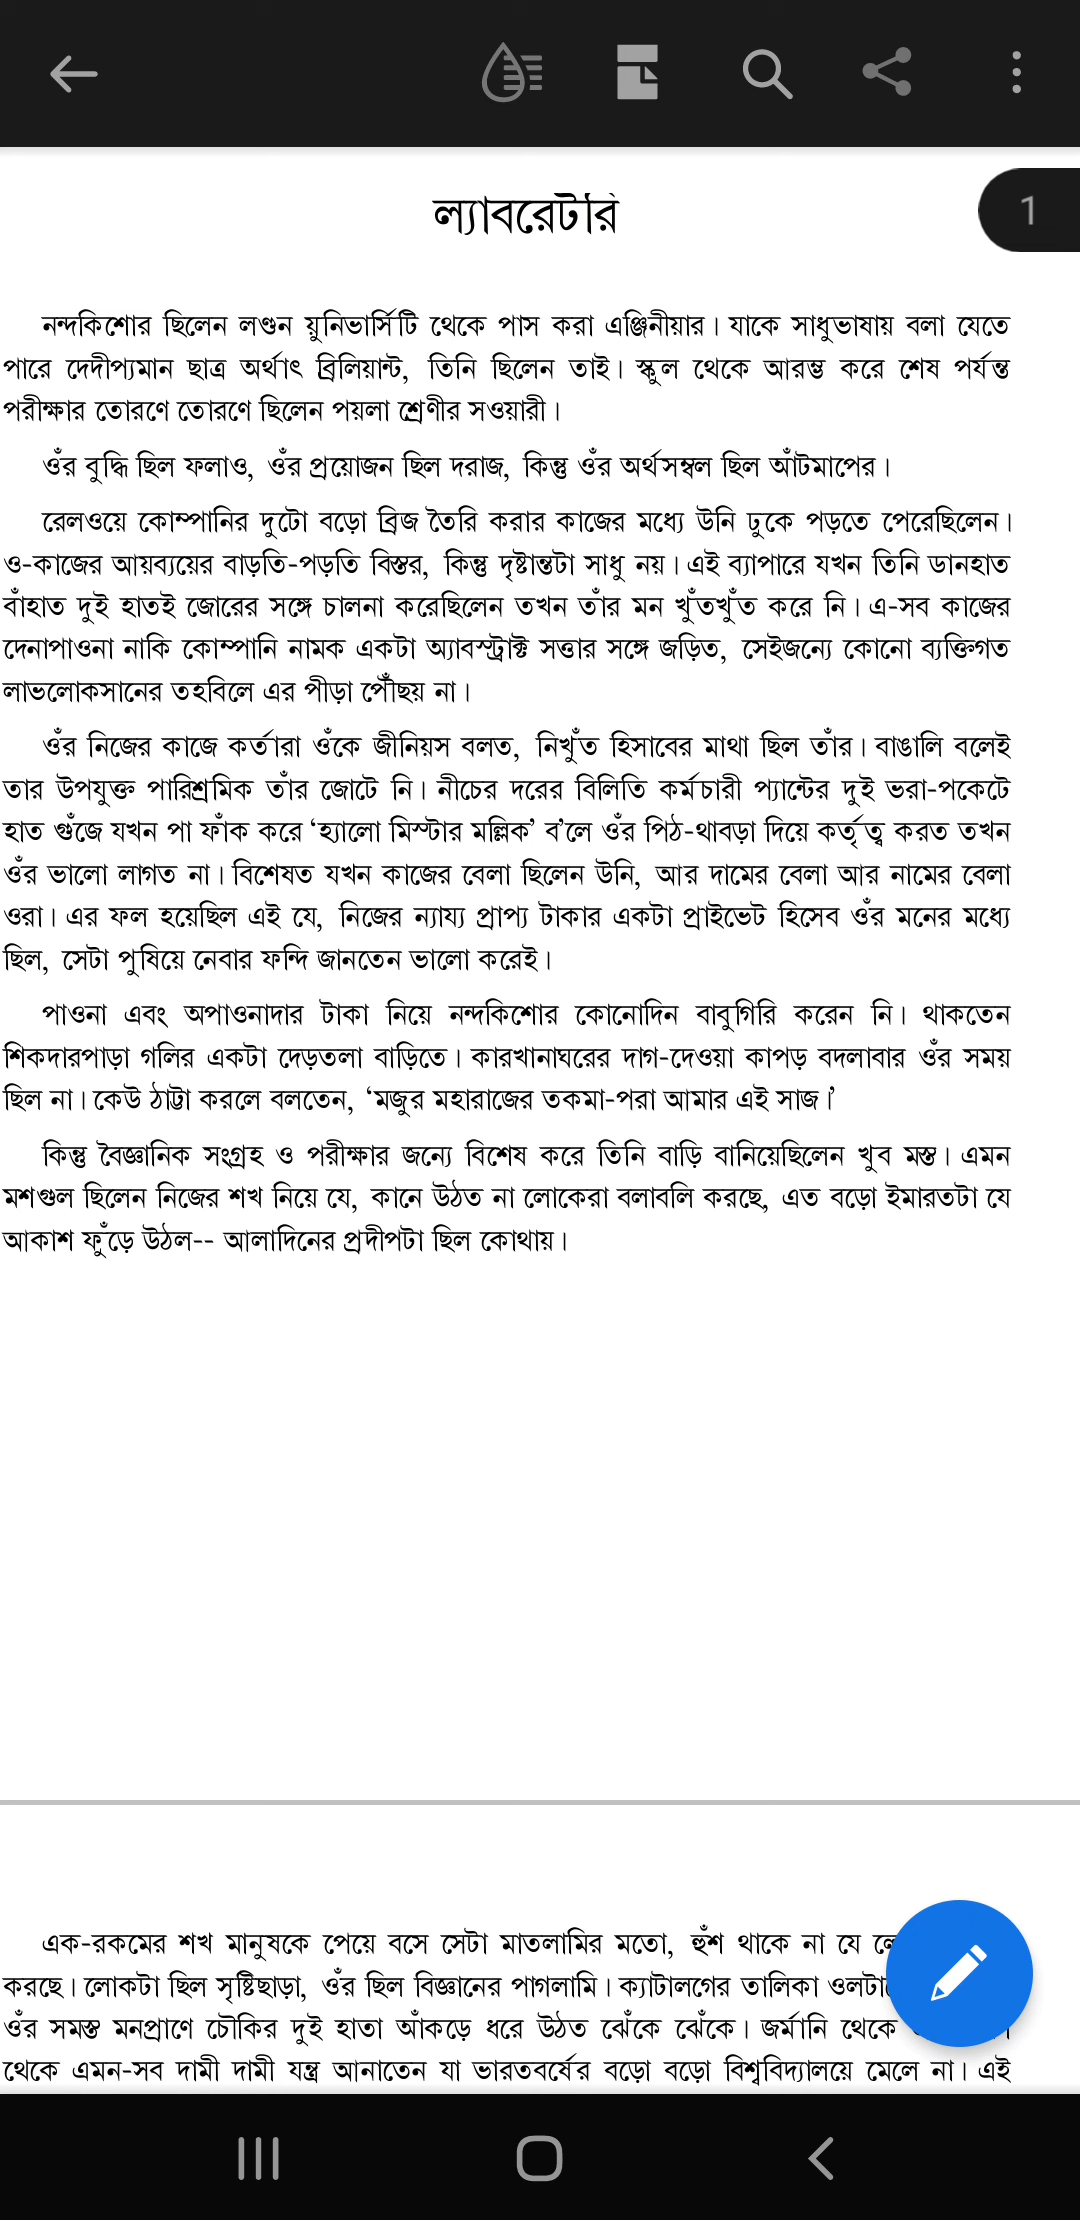 1
ল্যাবরেটরি
নন্দকিশোর ছিলেন লণ্ডন য়ুনিভার্সিটি থেকে পাস করা এঞ্জিনীয়ার। যাকে সাধুভাষায় বলা যেতে
পারে দেদীপ্যমান ছাত্র অর্থাৎ ব্রিলিয়ান্ট, তিনি ছিলেন তাই। স্কুল থেকে আরম্ভ করে শেষ পর্যন্ত
পরীক্ষার তোরণে তোরণে ছিলেন পয়লা শ্রেণীর সওয়ারী।
ওঁর বুদ্ধি ছিল ফলাও, ওঁর প্রয়োজন ছিল দরাজ, কিন্তু ওঁর অর্থসম্বল ছিল আঁটমাপের।
রেলওয়ে কোম্পানির দুটো বড়ো ব্রিজ তৈরি করার কাজের মধ্যে উনি ঢুকে পড়তে পেরেছিলেন।
ও-কাজের আয়ব্যয়ের বাড়তি-পড়তি বিস্তর, কিন্তু দৃষ্টান্তটা সাধু নয়। এই ব্যাপারে যখন তিনি ডানহাত
বাঁহাত দুই হাতই জোরের সঙ্গে চালনা করেছিলেন তখন তাঁর মন খুঁতখুঁত করে নি। এ-সব কাজের
দেনাপাওনা নাকি কোম্পানি নামক একটা অ্যাবস্ট্রাক্ট সত্তার সঙ্গে জড়িত, সেইজন্যে কোনো ব্যক্তিগত
লাভলোকসানের তহবিলে এর পীড়া পৌঁছয় না।
ওঁর নিজের কাজে কর্তারা ওঁকে জীনিয়স বলত, নিখুঁত হিসাবের মাথা ছিল তাঁর। বাঙালি বলেই
তার উপযুক্ত পারিশ্রমিক তাঁর জোটে নি। নীচের দরের বিলিতি কর্মচারী প্যান্টের দুই ভরা-পকেটে
হাত গুঁজে যখন পা ফাঁক করে ‘হ্যালো মিস্টার মল্লিক’ ব’লে ওঁর পিঠ-থাবড়া দিয়ে কর্তৃত্ব করত তখন
ওঁর ভালো লাগত না। বিশেষত যখন কাজের বেলা ছিলেন উনি, আর দামের বেলা আর নামের বেলা
ওরা। এর ফল হয়েছিল এই যে, নিজের ন্যায্য প্রাপ্য টাকার একটা প্রাইভেট হিসেব ওঁর মনের মধ্যে
ছিল, সেটা পুষিয়ে নেবার ফন্দি জানতেন ভালো করেই।
পাওনা এবং অপাওনাদার টাকা নিয়ে নন্দকিশোর কোনোদিন বাবুগিরি করেন নি। থাকতেন
শিকদারপাড়া গলির একটা দেড়তলা বাড়িতে। কারখানাঘরের দাগ-দেওয়া কাপড় বদলাবার ওঁর সময়
ছিল না। কেউ ঠাট্টা করলে বলতেন, ‘মজুর মহারাজের তকমা-পরা আমার এই সাজ।’
কিন্তু বৈজ্ঞানিক সংগ্রহ ও পরীক্ষার জন্যে বিশেষ করে তিনি বাড়ি বানিয়েছিলেন খুব মস্ত। এমন
মশগুল ছিলেন নিজের শখ নিয়ে যে, কানে উঠত না লোকেরা বলাবলি করছে, এত বড়ো ইমারতটা যে
আকাশ ফুঁড়ে উঠল-- আলাদিনের প্রদীপটা ছিল কোথায়।
এক-রকমের শখ মানুষকে পেয়ে বসে সেটা মাতলামির মতো, হুঁশ থাকে না যে
করছে। লোকটা ছিল সৃষ্টিছাড়া, ওঁর ছিল বিজ্ঞানের পাগলামি। ক্যাটালগের তালিকা
ওঁর সমস্ত মনপ্রাণে চৌকির দুই হাতা আঁকড়ে ধরে উঠত ঝেঁকে ঝেঁকে। জর্মানি থেকে
থেকে এমন-সব দামী দামী যন্ত্র আনাতেন যা ভারতবর্ষের বড়ো বড়ো বিশ্ববিদ্যালয়ে মেলে না। এই